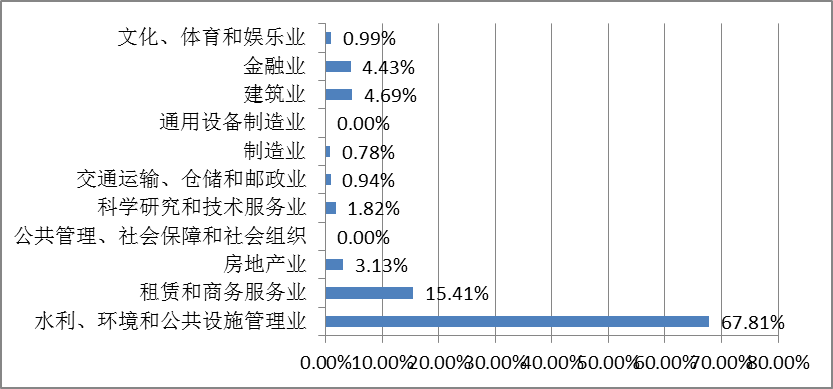 文化、体育和娱乐业 0.99%
金融业 4.43%
建筑业 4.69%
通用设备制造业 0.00%
制造业 0.78%
交通运输、仓储和邮政业 0.94%
科学研究和技术服务业 1.82%
公共管理、社会保障和社会组织 0.00%
房地产业 3.13%
租赁和商务服务业 15.41%
水利、环境和公共设施管理业 67.81%
0.00% 10.00% 20.00% 30.00% 40.00% 50.00% 60.00% 70.00% 80.00%